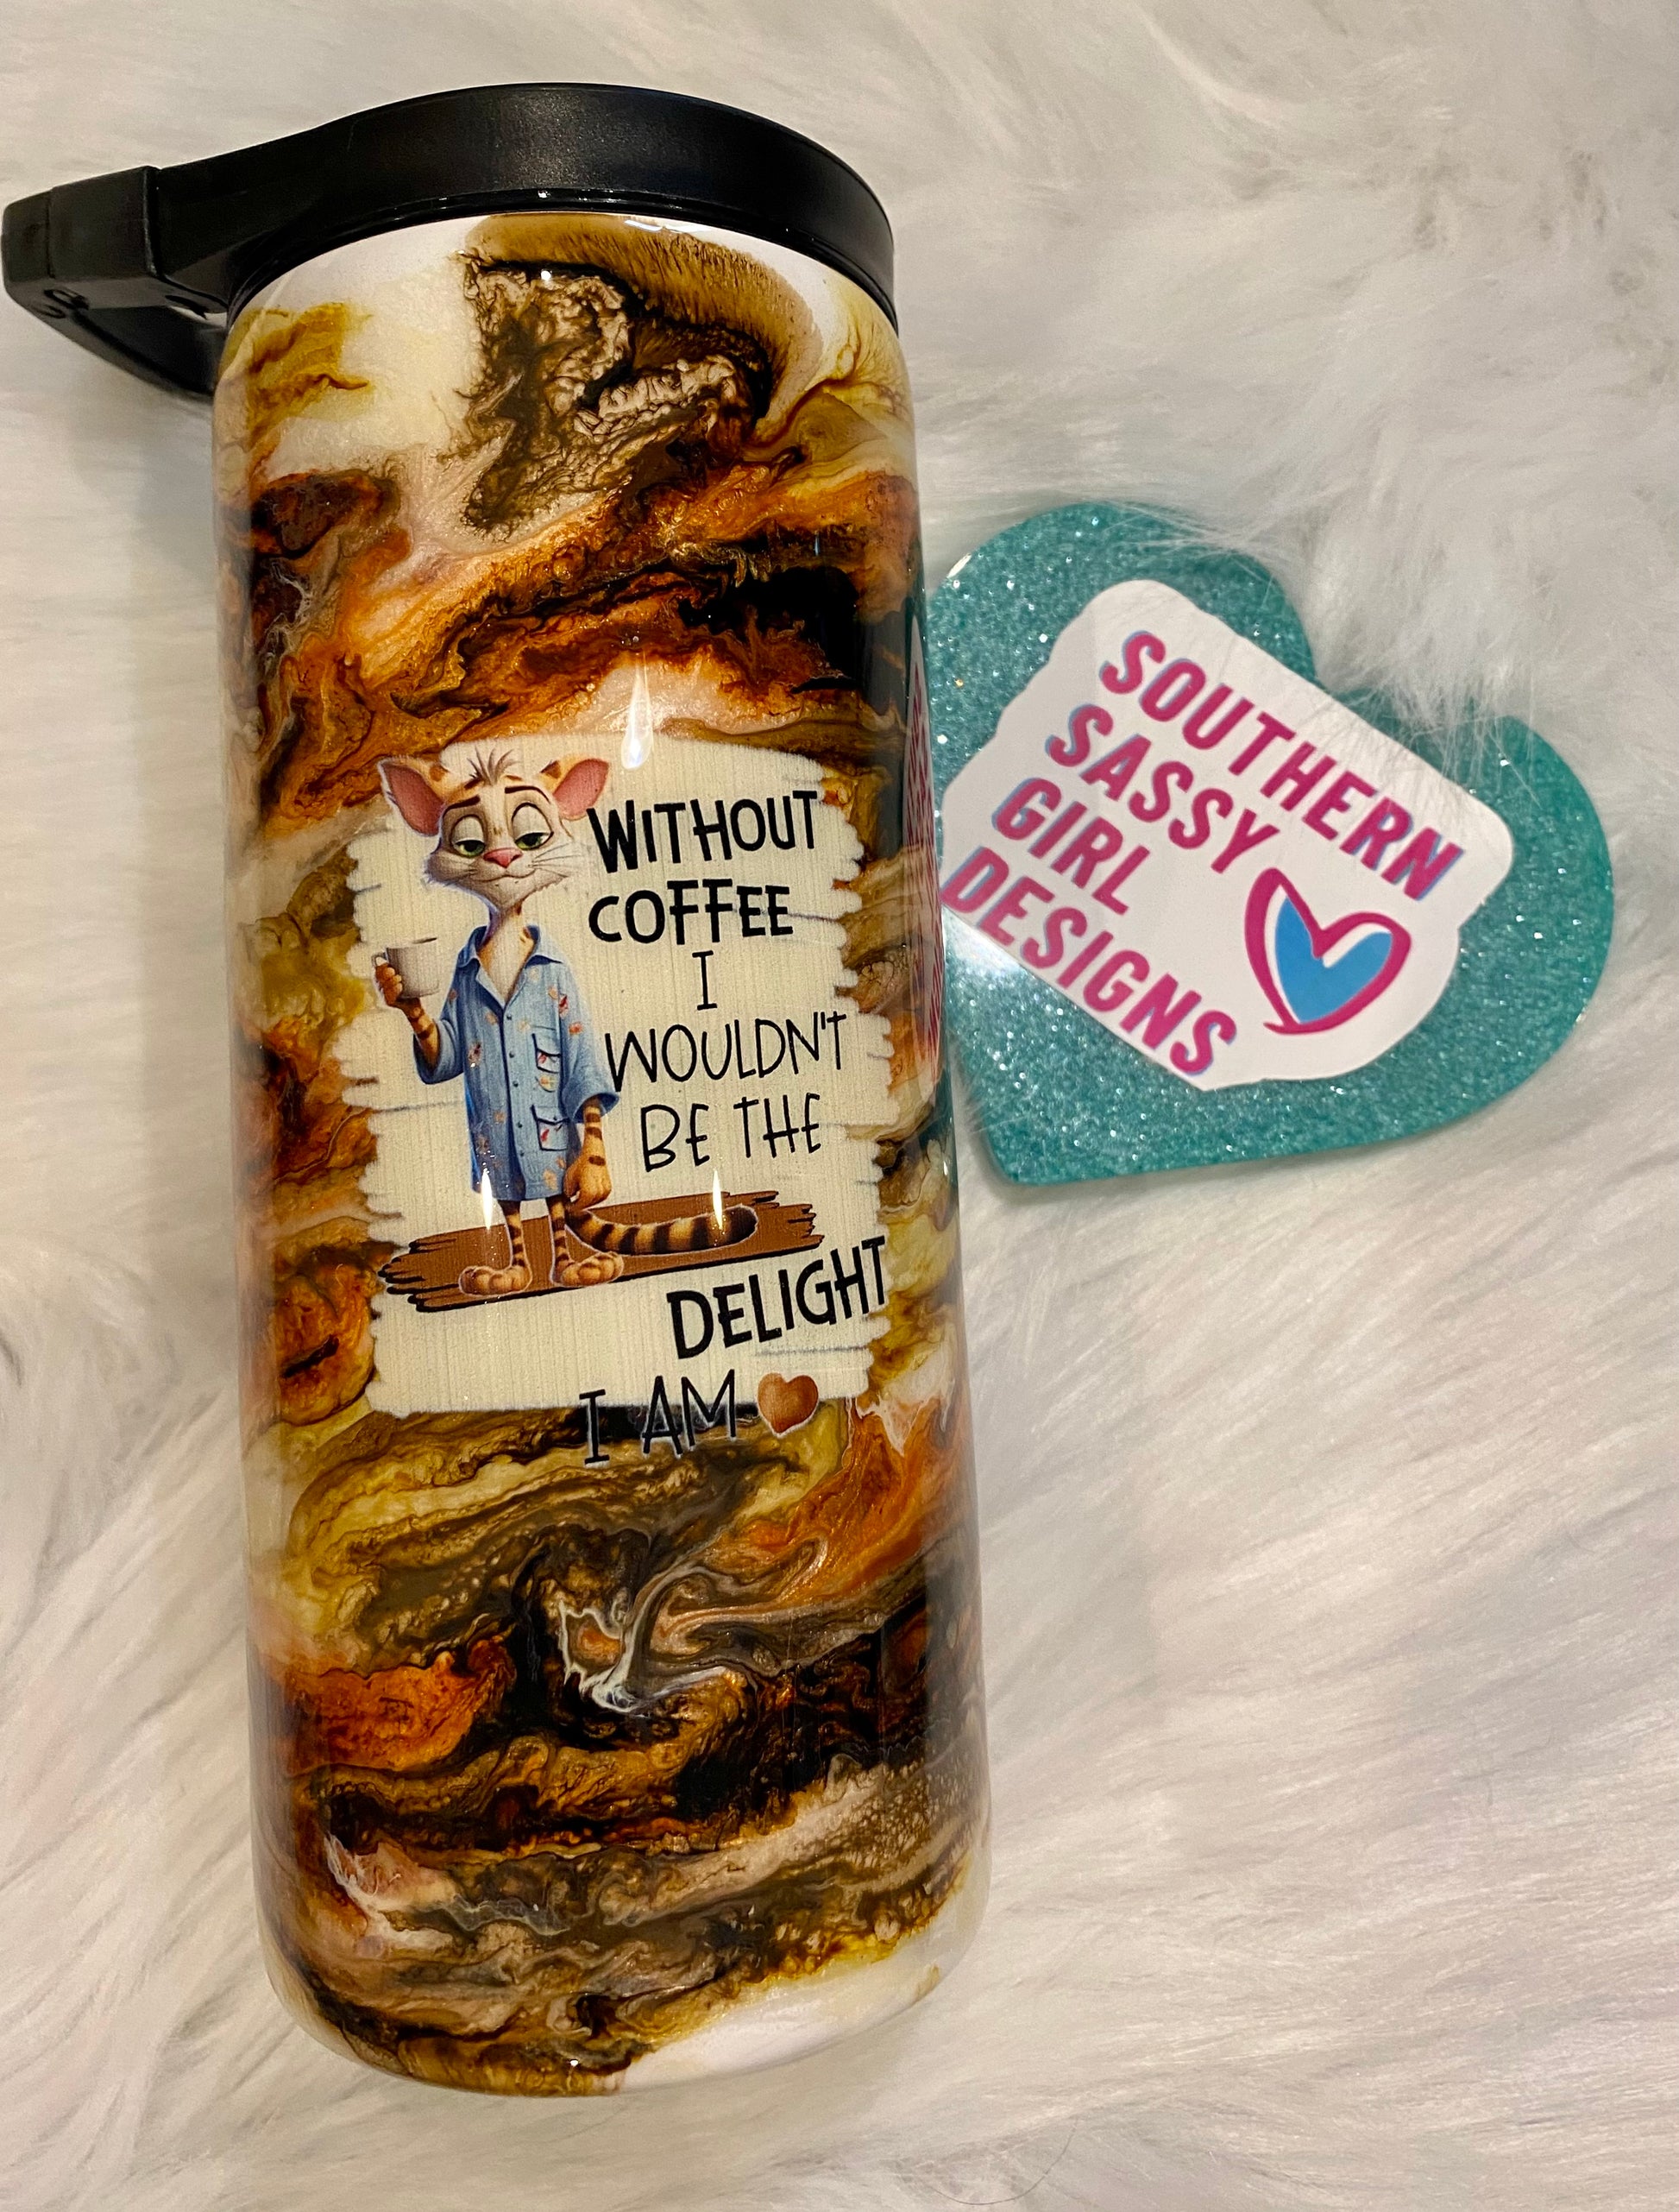 WITHOUT
COFFEE
I
WOULDN'T
BE THE
DELIGHT
I AM
SOUTHERN
SASSY
GIRL
DESIGNS